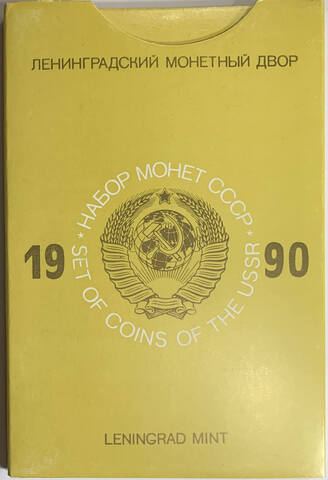 ЛЕНИНГРАДСКИЙ МОНЕТНЫЙ ДВОР
* НАБОР МОНЕТ СССР *
19 90
SET OF COINS OF THE USSR
LENINGRAD MINT